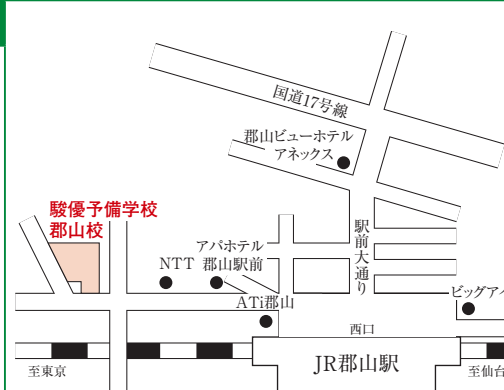 国道17号線
郡山ビューホテル
アネックス
駿優予備学校
郡山校
アパホテル
NTT 郡山駅前
駅前大通り
ATi郡山
ビッグアイ
西口
JR郡山駅
至東京
至仙台